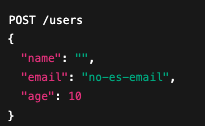 POST /users
{
  "name": "",
  "email": "no-es-email",
  "age": 10
}